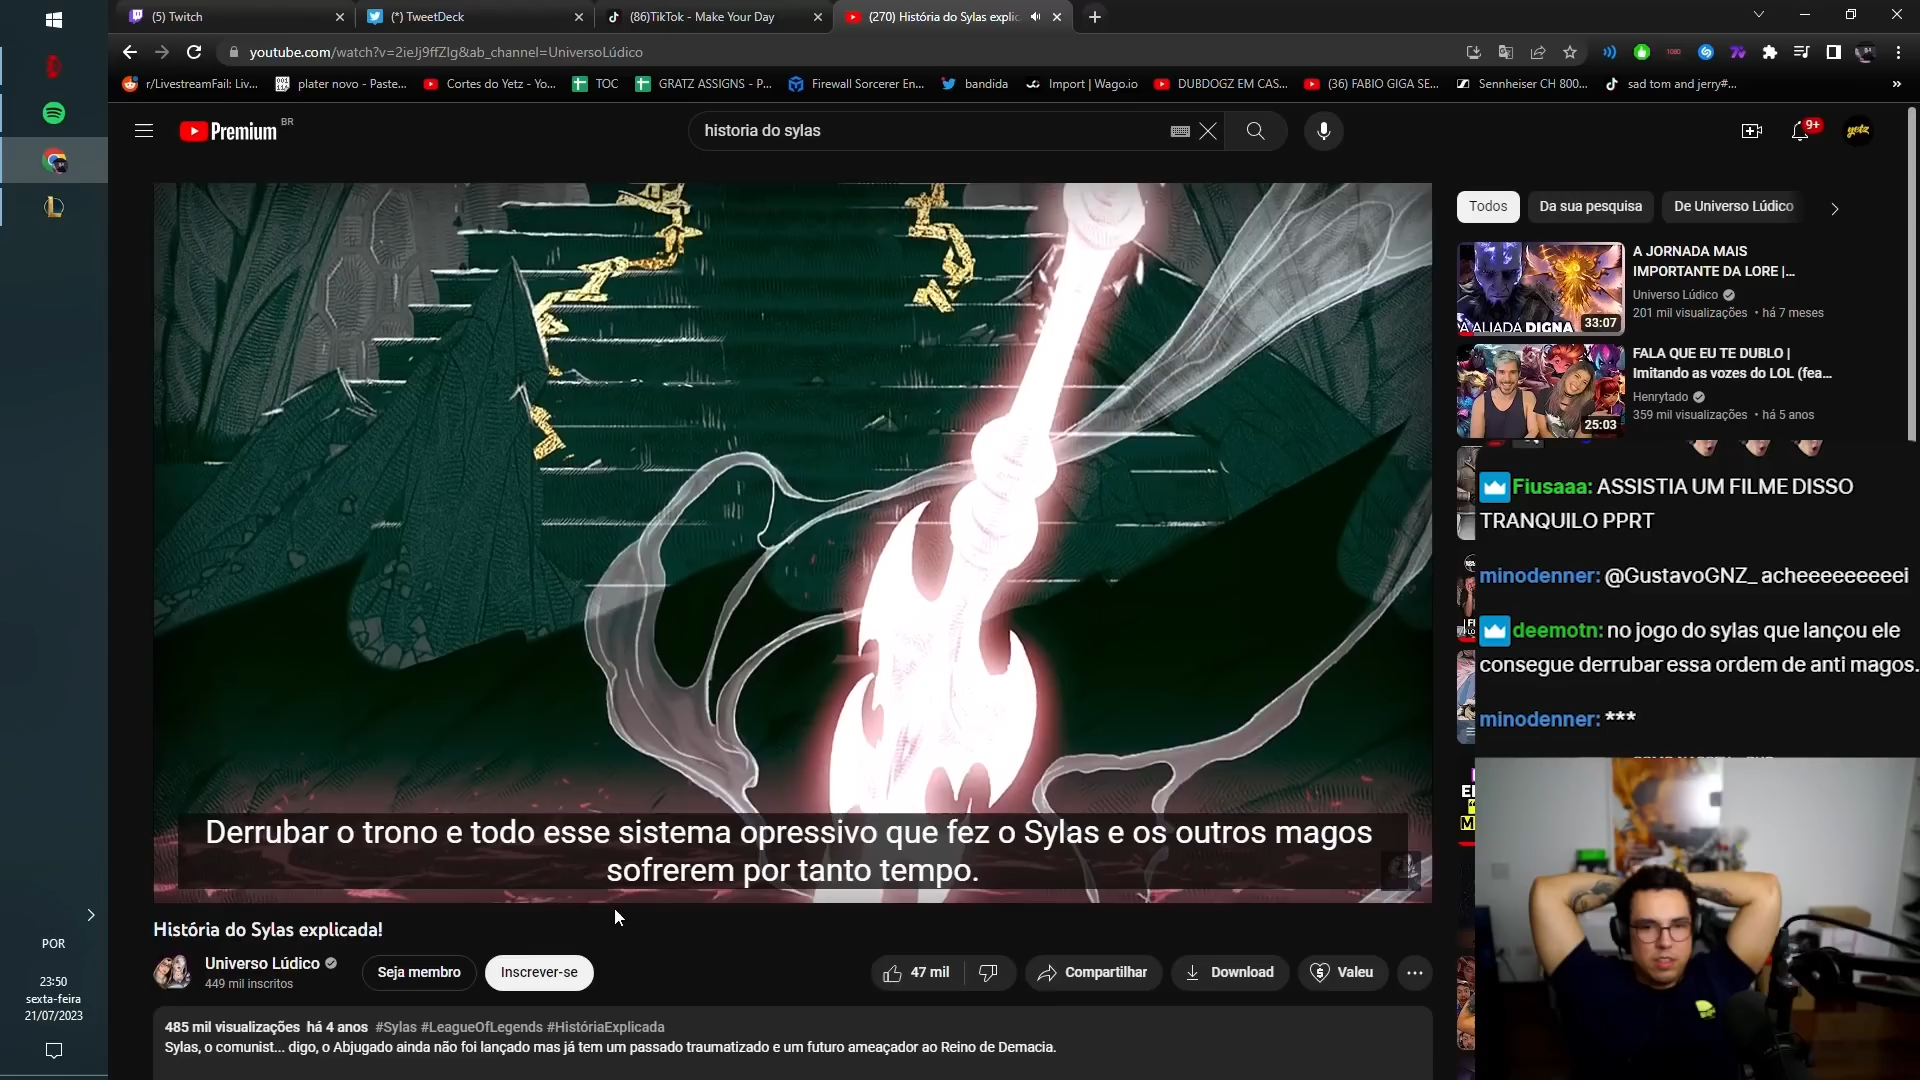 (5) Twitch
(*) TweetDeck
(86)TikTok - Make Your Day
(270) História do Sylas explic
youtube.com/watch?v=2ieJj9ffZlg&ab_channel=UniversoLúdico
r/LivestreamFail: Liv...
plater novo - Paste...
Cortes do Yetz - Yo...
TOC
GRATZ ASSIGNS - P...
Firewall Sorcerer En...
bandida
Import | Wago.io
DUBDOGZ EM CAS...
(36) FABIO GIGA SE...
Sennheiser CH 800...
sad tom and jerry#...
Premium BR
historia do sylas
9+
yetz
Todos
Da sua pesquisa
De Universo Lúdico
A JORNADA MAIS
IMPORTANTE DA LORE |...
Universo Lúdico
201 mil visualizações • há 7 meses
A ALIADA DIGNA
33:07
FALA QUE EU TE DUBLO |
Imitando as vozes do LOL (fea...
Henrytado
359 mil visualizações • há 5 anos
25:03
Fiusaaa: ASSISTIA UM FILME DISSO
TRANQUILO PPRT
minodenner: @GustavoGNZ_ acheeeeeeeeei
deemotn: no jogo do sylas que lançou ele
consegue derrubar essa ordem de anti magos.
minodenner: ***
Derrubar o trono e todo esse sistema opressivo que fez o Sylas e os outros magos
sofrerem por tanto tempo.
História do Sylas explicada!
Universo Lúdico
449 mil inscritos
Seja membro
Inscrever-se
47 mil
Compartilhar
Download
Valeu
485 mil visualizações há 4 anos #Sylas #LeagueOfLegends #HistóriaExplicada
Sylas, o comunist... digo, o Abjugado ainda não foi lançado mas já tem um passado traumatizado e um futuro ameaçador ao Reino de Demacia.
POR
23:50
sexta-feira
21/07/2023